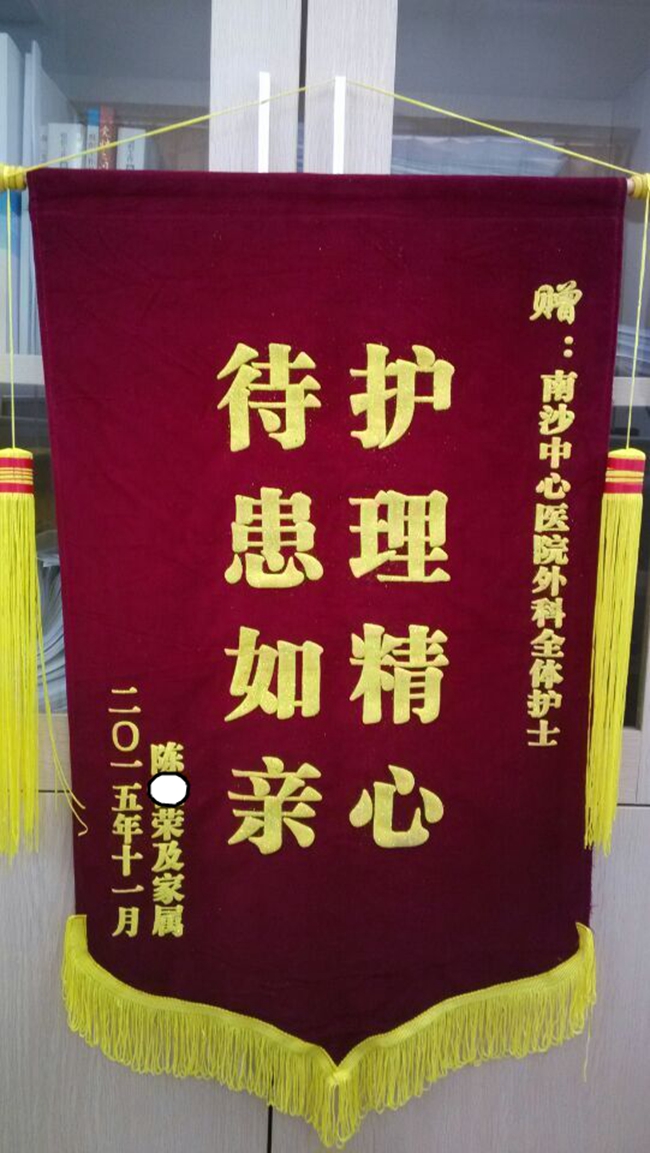 赠：南沙中心医院外科全体护士
护理精心
待患如亲
陈荣及家属
二〇一五年十一月